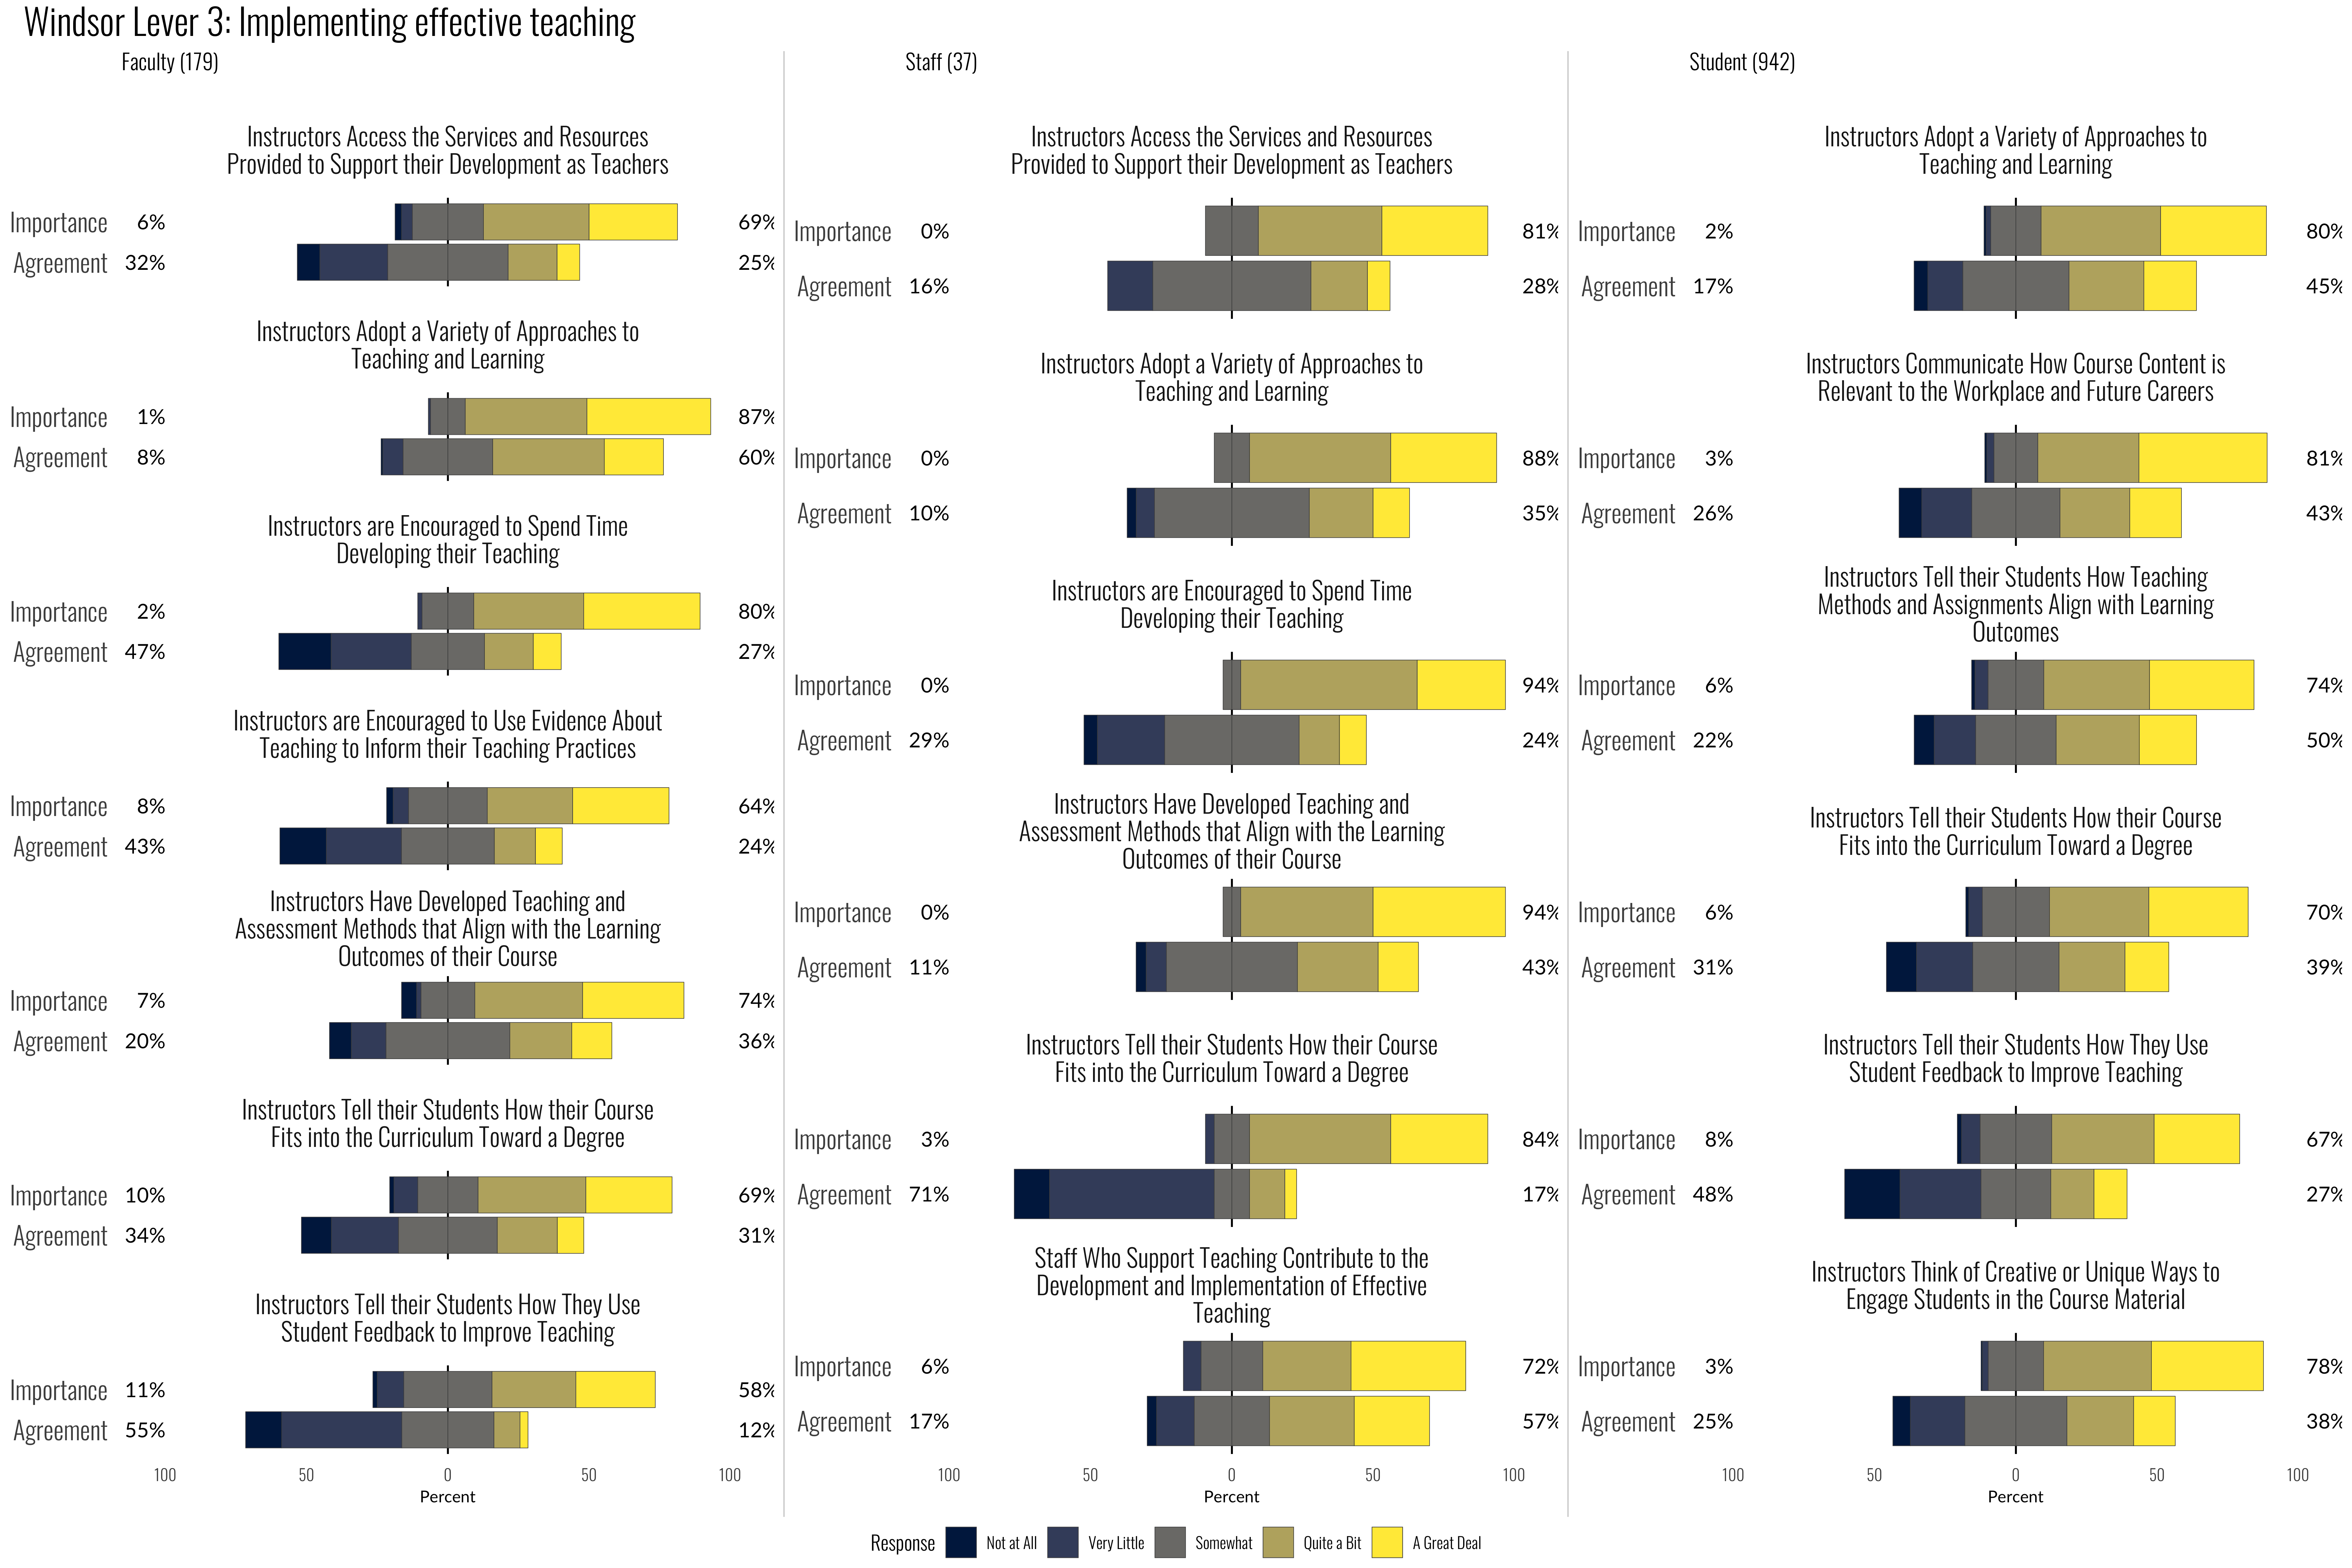 Windsor Lever 3: Implementing effective teaching
Faculty (179)
Instructors Access the Services and Resources
Provided to Support their Development as Teachers
Importance 6% 69%
Agreement 32% 25%
Instructors Adopt a Variety of Approaches to
Teaching and Learning
Importance 1% 87%
Agreement 8% 60%
Instructors are Encouraged to Spend Time
Developing their Teaching
Importance 2% 80%
Agreement 47% 27%
Instructors are Encouraged to Use Evidence About
Teaching to Inform their Teaching Practices
Importance 8% 64%
Agreement 43% 24%
Instructors Have Developed Teaching and
Assessment Methods that Align with the Learning
Outcomes of their Course
Importance 7% 74%
Agreement 20% 36%
Instructors Tell their Students How their Course
Fits into the Curriculum Toward a Degree
Importance 10% 69%
Agreement 34% 31%
Instructors Tell their Students How They Use
Student Feedback to Improve Teaching
Importance 11% 58%
Agreement 55% 12%
100 50 0 50 100
Percent
Staff (37)
Instructors Access the Services and Resources
Provided to Support their Development as Teachers
Importance 0% 81%
Agreement 16% 28%
Instructors Adopt a Variety of Approaches to
Teaching and Learning
Importance 0% 88%
Agreement 10% 35%
Instructors are Encouraged to Spend Time
Developing their Teaching
Importance 0% 94%
Agreement 29% 24%
Instructors Have Developed Teaching and
Assessment Methods that Align with the Learning
Outcomes of their Course
Importance 0% 94%
Agreement 11% 43%
Instructors Tell their Students How their Course
Fits into the Curriculum Toward a Degree
Importance 3% 84%
Agreement 71% 17%
Staff Who Support Teaching Contribute to the
Development and Implementation of Effective
Teaching
Importance 6% 72%
Agreement 17% 57%
100 50 0 50 100
Percent
Student (942)
Instructors Adopt a Variety of Approaches to
Teaching and Learning
Importance 2% 80%
Agreement 17% 45%
Instructors Communicate How Course Content is
Relevant to the Workplace and Future Careers
Importance 3% 81%
Agreement 26% 43%
Instructors Tell their Students How Teaching
Methods and Assignments Align with Learning
Outcomes
Importance 6% 74%
Agreement 22% 50%
Instructors Tell their Students How their Course
Fits into the Curriculum Toward a Degree
Importance 6% 70%
Agreement 31% 39%
Instructors Tell their Students How They Use
Student Feedback to Improve Teaching
Importance 8% 67%
Agreement 48% 27%
Instructors Think of Creative or Unique Ways to
Engage Students in the Course Material
Importance 3% 78%
Agreement 25% 38%
100 50 0 50 100
Percent
Response Not at All Very Little Somewhat Quite a Bit A Great Deal